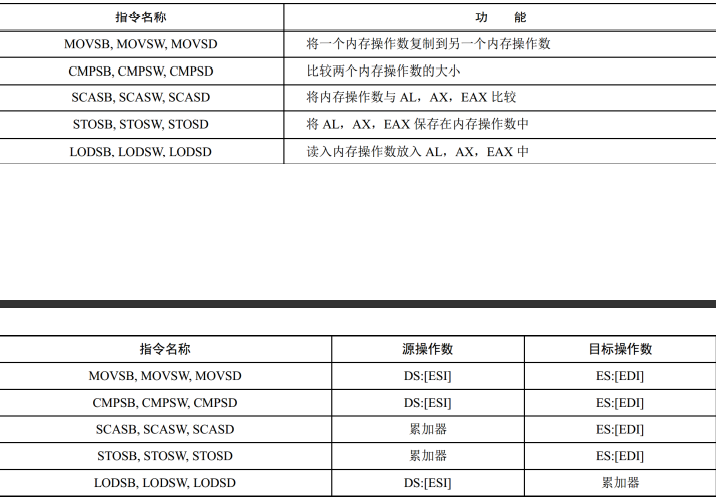 指令名称 功 能
MOVSB, MOVSW, MOVSD 将一个内存操作数复制到另一个内存操作数
CMPSB, CMPSW, CMPSD 比较两个内存操作数的大小
SCASB, SCASW, SCASD 将内存操作数与 AL，AX，EAX 比较
STOSB, STOSW, STOSD 将 AL，AX，EAX 保存在内存操作数中
LODSB, LODSW, LODSD 读入内存操作数放入 AL，AX，EAX 中
指令名称 源操作数 目标操作数
MOVSB, MOVSW, MOVSD DS:[ESI] ES:[EDI]
CMPSB, CMPSW, CMPSD DS:[ESI] ES:[EDI]
SCASB, SCASW, SCASD 累加器 ES:[EDI]
STOSB, STOSW, STOSD 累加器 ES:[EDI]
LODSB, LODSW, LODSD DS:[ESI] 累加器